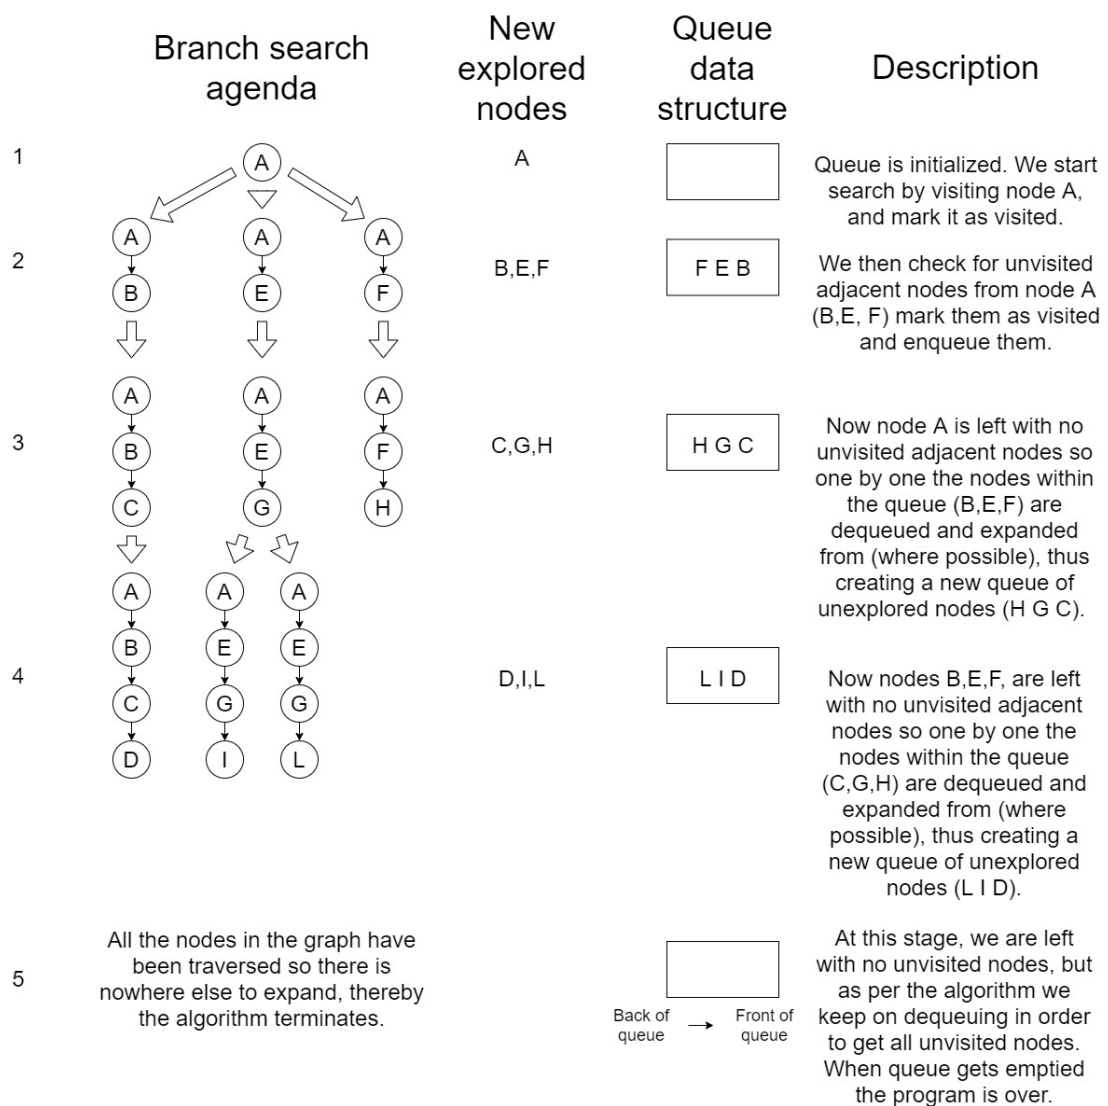 Branch search
agenda
New
explored
nodes
Queue
data
structure
Description
1
A
A
Queue is initialized. We start
search by visiting node A,
and mark it as visited.
2
A A A
B E F
B,E,F
F E B
We then check for unvisited
adjacent nodes from node A
(B,E, F) mark them as visited
and enqueue them.
3
A A A
B E F
C G H
C,G,H
H G C
Now node A is left with no
unvisited adjacent nodes so
one by one the nodes within
the queue (B,E,F) are
dequeued and expanded
from (where possible), thus
creating a new queue of
unexplored nodes (H G C).
4
A A A
B E E
C G G
D I L
D,I,L
L I D
Now nodes B,E,F, are left
with no unvisited adjacent
nodes so one by one the
nodes within the queue
(C,G,H) are dequeued and
expanded from (where
possible), thus creating a
new queue of unexplored
nodes (L I D).
5
All the nodes in the graph have
been traversed so there is
nowhere else to expand, thereby
the algorithm terminates.
Back of
queue
Front of
queue
At this stage, we are left
with no unvisited nodes, but
as per the algorithm we
keep on dequeuing in order
to get all unvisited nodes.
When queue gets emptied
the program is over.